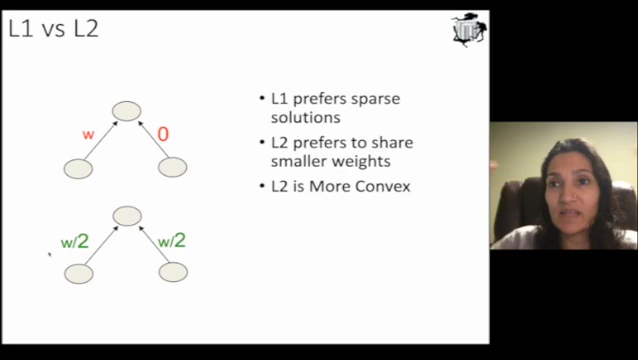 L1 vs L2
w
0
w/2
w/2
• L1 prefers sparse
solutions
• L2 prefers to share
smaller weights
• L2 is More Convex